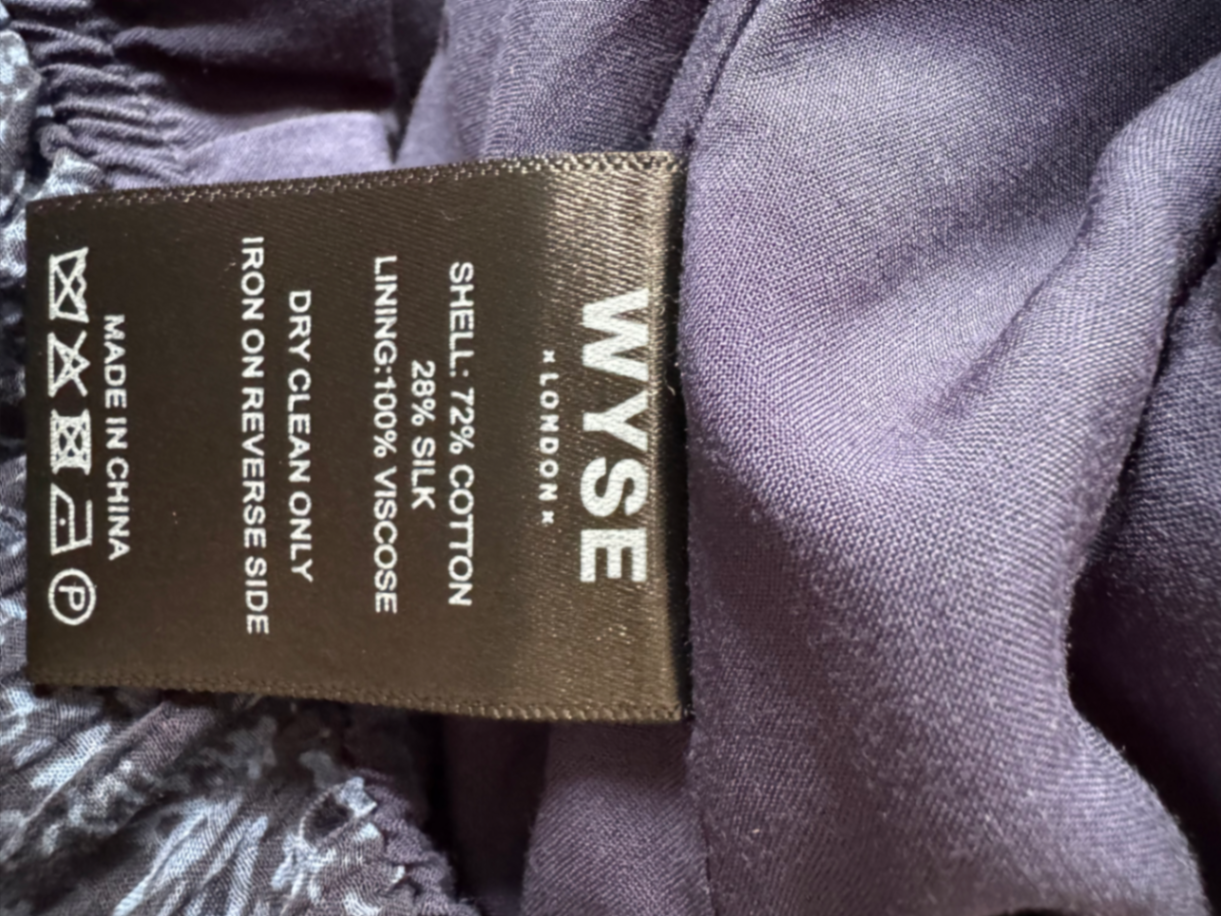 WYSE
× LONDON ×
SHELL: 72% COTTON
28% SILK
LINING:100% VISCOSE
DRY CLEAN ONLY
IRON ON REVERSE SIDE
MADE IN CHINA
P